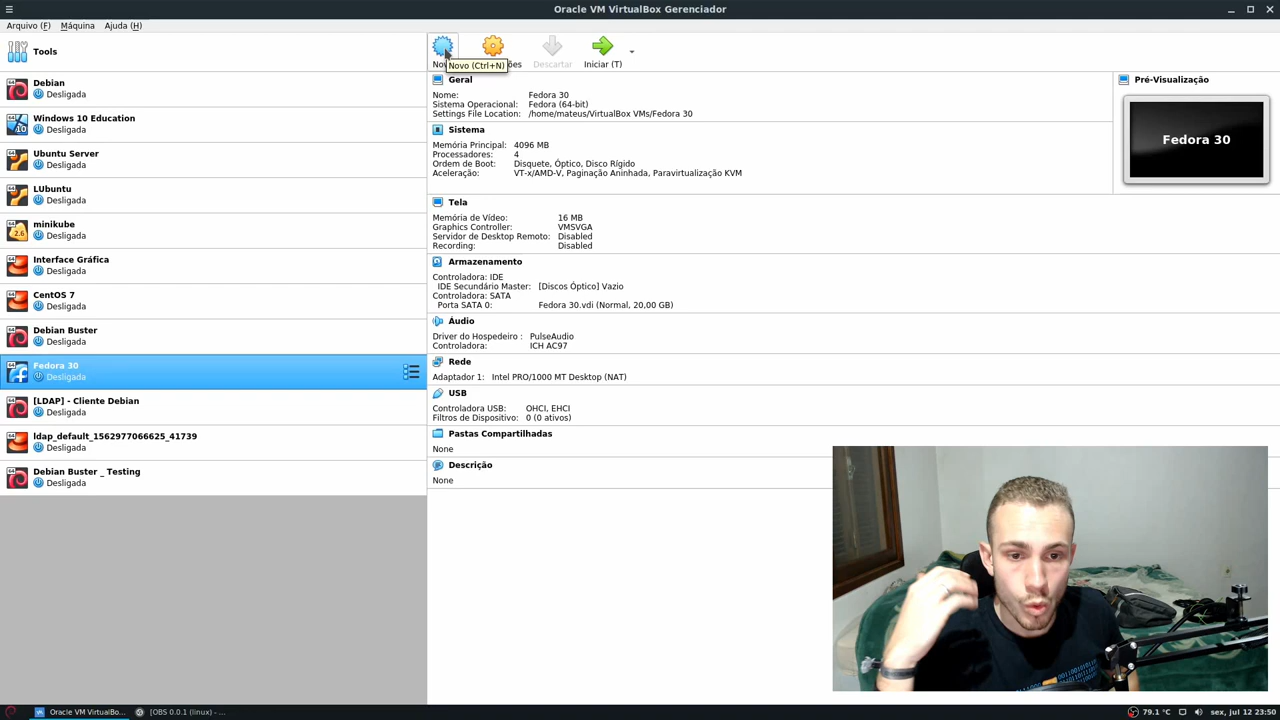 Oracle VM VirtualBox Gerenciador
Arquivo (F) Máquina Ajuda (H)
Tools
Debian
Desligada
Windows 10 Education
Desligada
Ubuntu Server
Desligada
LUbuntu
Desligada
minikube
Desligada
Interface Gráfica
Desligada
CentOS 7
Desligada
Debian Buster
Desligada
Fedora 30
Desligada
[LDAP] - Cliente Debian
Desligada
ldap_default_1562977066625_41739
Desligada
Debian Buster _ Testing
Desligada
Novo (Ctrl+N)
Descartar
Iniciar (T)
Geral
Nome: Fedora 30
Sistema Operacional: Fedora (64-bit)
Settings File Location: /home/mateus/VirtualBox VMs/Fedora 30
Sistema
Memória Principal: 4096 MB
Processadores: 4
Ordem de Boot: Disquete, Óptico, Disco Rígido
Aceleração: VT-x/AMD-V, Paginação Aninhada, Paravirtualização KVM
Tela
Memória de Vídeo: 16 MB
Graphics Controller: VMSVGA
Servidor de Desktop Remoto: Disabled
Recording: Disabled
Armazenamento
Controladora: IDE
IDE Secundário Master: [Discos Óptico] Vazio
Controladora: SATA
Porta SATA 0: Fedora 30.vdi (Normal, 20,00 GB)
Áudio
Driver do Hospedeiro : PulseAudio
Controladora: ICH AC97
Rede
Adaptador 1: Intel PRO/1000 MT Desktop (NAT)
USB
Controladora USB: OHCI, EHCI
Filtros de Dispositivo: 0 (0 ativos)
Pastas Compartilhadas
None
Descrição
None
Pré-Visualização
Fedora 30
Oracle VM VirtualBo...
[OBS 0.0.1 (linux) - ...
79.1 °C
sex, jul 12 23:50